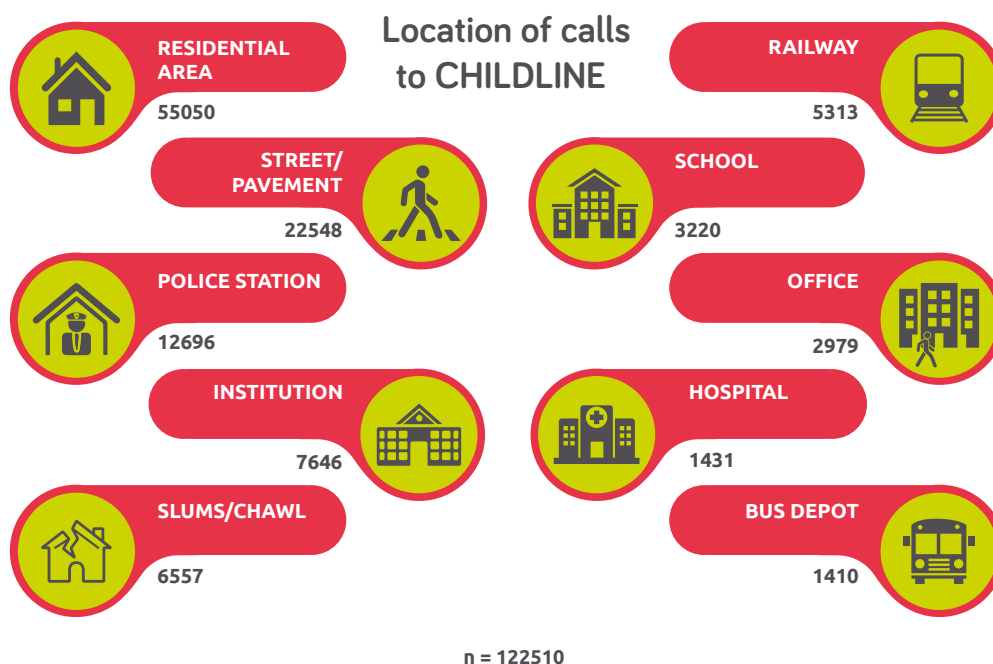 Location of calls
to CHILDLINE
RESIDENTIAL
AREA
55050
STREET/
PAVEMENT
22548
POLICE STATION
12696
INSTITUTION
7646
SLUMS/CHAWL
6557
RAILWAY
5313
SCHOOL
3220
OFFICE
2979
HOSPITAL
1431
BUS DEPOT
1410
n = 122510